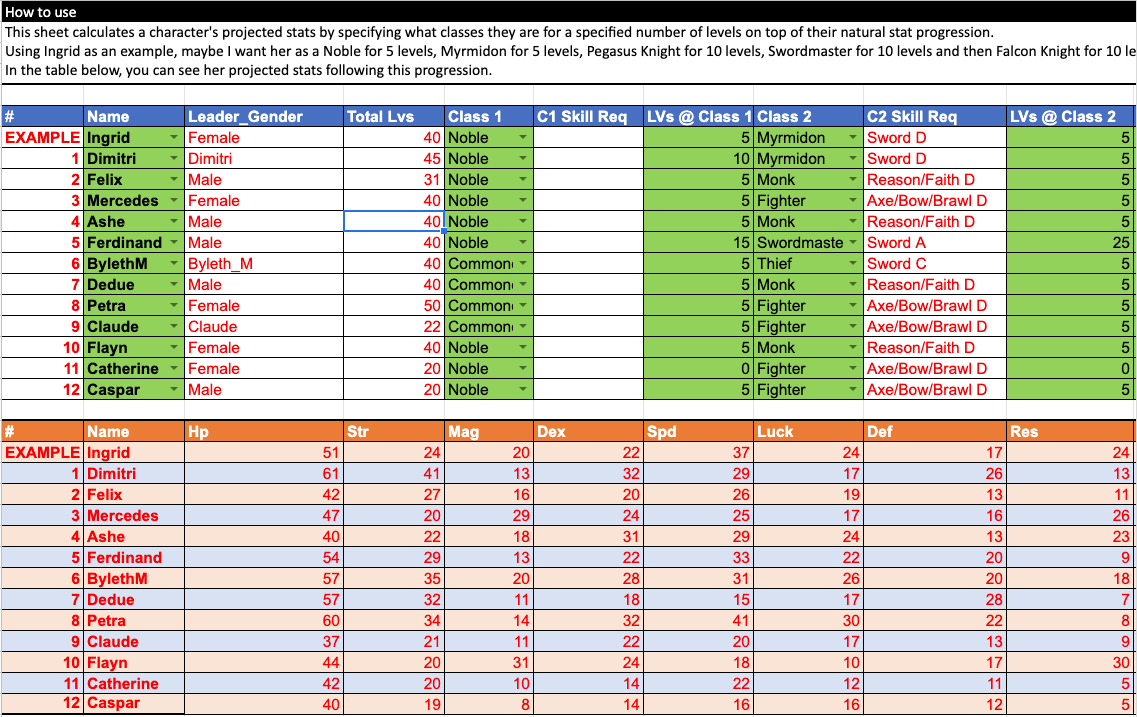 How to use
This sheet calculates a character's projected stats by specifying what classes they are for a specified number of levels on top of their natural stat progression.
Using Ingrid as an example, maybe I want her as a Noble for 5 levels, Myrmidon for 5 levels, Pegasus Knight for 10 levels, Swordmaster for 10 levels and then Falcon Knight for 10 le
In the table below, you can see her projected stats following this progression.
# Name Leader_Gender Total Lvs Class 1 C1 Skill Req LVs @ Class 1 Class 2 C2 Skill Req LVs @ Class 2
EXAMPLE Ingrid Female 40 Noble 5 Myrmidon Sword D 5
1 Dimitri Dimitri 45 Noble 10 Myrmidon Sword D 5
2 Felix Male 31 Noble 5 Monk Reason/Faith D 5
3 Mercedes Female 40 Noble 5 Fighter Axe/Bow/Brawl D 5
4 Ashe Male 40 Noble 5 Monk Reason/Faith D 5
5 Ferdinand Male 40 Noble 15 Swordmaste Sword A 25
6 BylethM Byleth_M 40 Common 5 Thief Sword C 5
7 Dedue Male 40 Common 5 Monk Reason/Faith D 5
8 Petra Female 50 Common 5 Fighter Axe/Bow/Brawl D 5
9 Claude Claude 22 Common 5 Fighter Axe/Bow/Brawl D 5
10 Flayn Female 40 Noble 5 Monk Reason/Faith D 5
11 Catherine Female 20 Noble 0 Fighter Axe/Bow/Brawl D 0
12 Caspar Male 20 Noble 5 Fighter Axe/Bow/Brawl D 5
# Name Hp Str Mag Dex Spd Luck Def Res
EXAMPLE Ingrid 51 24 20 22 37 24 17 24
1 Dimitri 61 41 13 32 29 17 26 13
2 Felix 42 27 16 20 26 19 13 11
3 Mercedes 47 20 29 24 25 17 16 26
4 Ashe 40 22 18 31 29 24 13 23
5 Ferdinand 54 29 13 22 33 22 20 9
6 BylethM 57 35 20 28 31 26 20 18
7 Dedue 57 32 11 18 15 17 28 7
8 Petra 60 34 14 32 41 30 22 8
9 Claude 37 21 11 22 20 17 13 9
10 Flayn 44 20 31 24 18 10 17 30
11 Catherine 42 20 10 14 22 12 11 5
12 Caspar 40 19 8 14 16 16 12 5